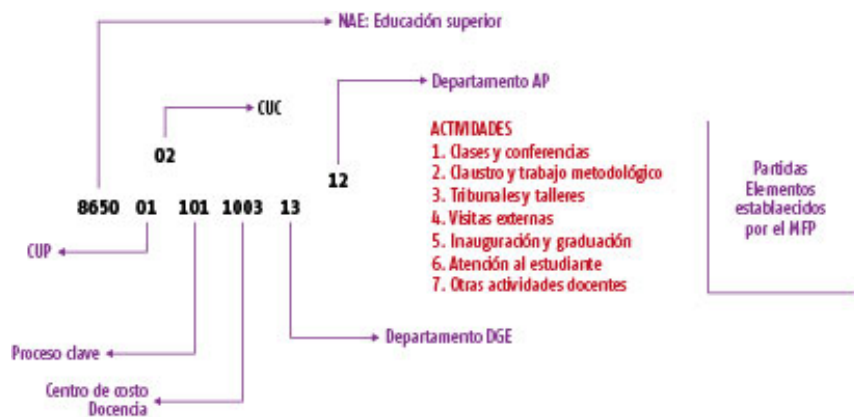 NAE: Educación superior
Departamento AP
CUC
02
12
8650 01 101 1003 13
CUP
ACTIVIDADES
1. Clases y conferencias
2. Claustro y trabajo metodológico
3. Tribunales y talleres
4. Visitas externas
5. Inauguración y graduación
6. Atención al estudiante
7. Otras actividades docentes
Partidas
Elementos
establaecidos
por el MFP
Departamento DGE
Proceso clave
Centro de costo
Docencia